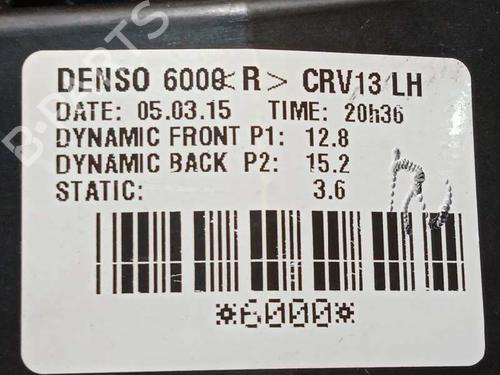 DENSO 6000 <R> CRV13 LH
DATE: 05.03.15 TIME: 20h36
DYNAMIC FRONT P1: 12.8
DYNAMIC BACK P2: 15.2
STATIC: 3.6
*6000*
B-PARTS